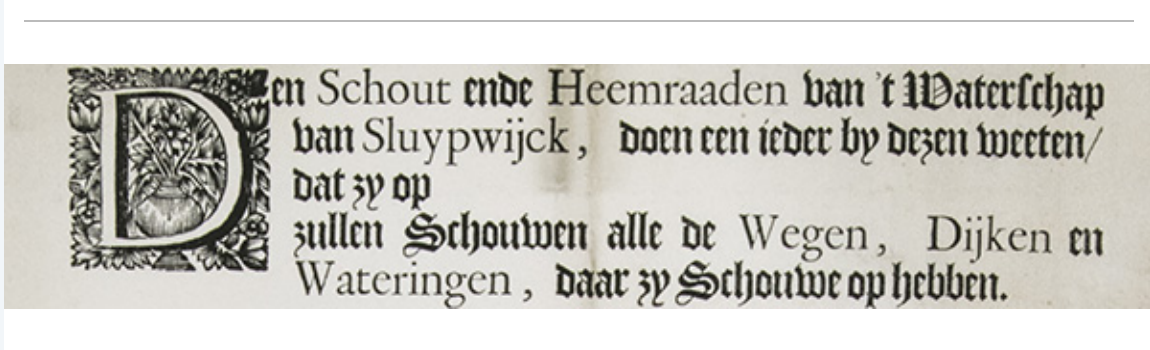 Den Schout ende Heemraaden van 't Waterſchap
van Sluypwijck, doen een ieder by dezen weeten/
dat zy op
zullen Schouwen alle de Wegen, Dijken en
Wateringen, daar zy Schouwe op hebben.